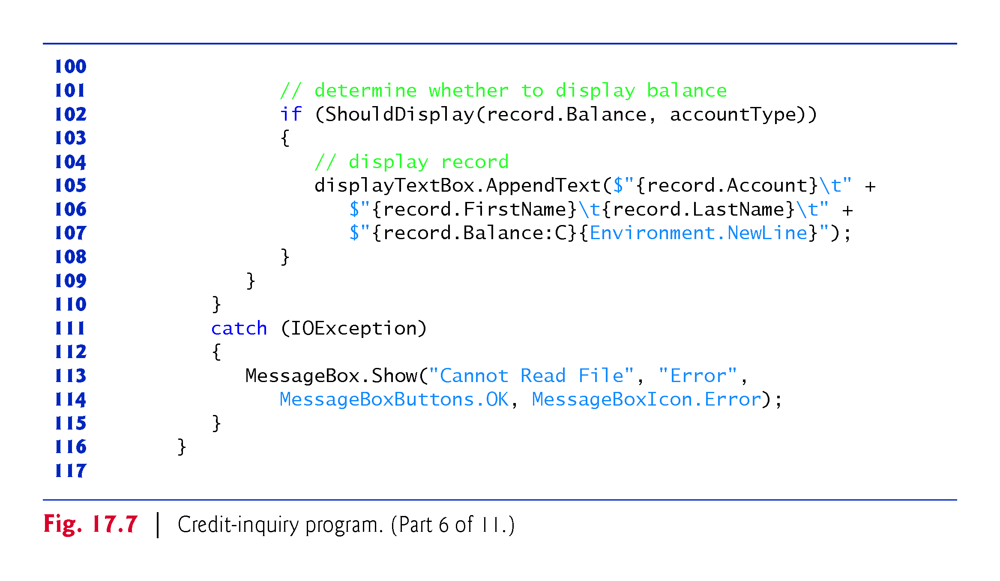 100
101 // determine whether to display balance
102 if (ShouldDisplay(record.Balance, accountType))
103 {
104 // display record
105 displayTextBox.AppendText($"{record.Account}\t" +
106 $"{record.FirstName}\t{record.LastName}\t" +
107 $"{record.Balance:C}{Environment.NewLine}");
108 }
109 }
110 }
111 catch (IOException)
112 {
113 MessageBox.Show("Cannot Read File", "Error",
114 MessageBoxButtons.OK, MessageBoxIcon.Error);
115 }
116 }
117
Fig. 17.7 | Credit-inquiry program. (Part 6 of 11.)